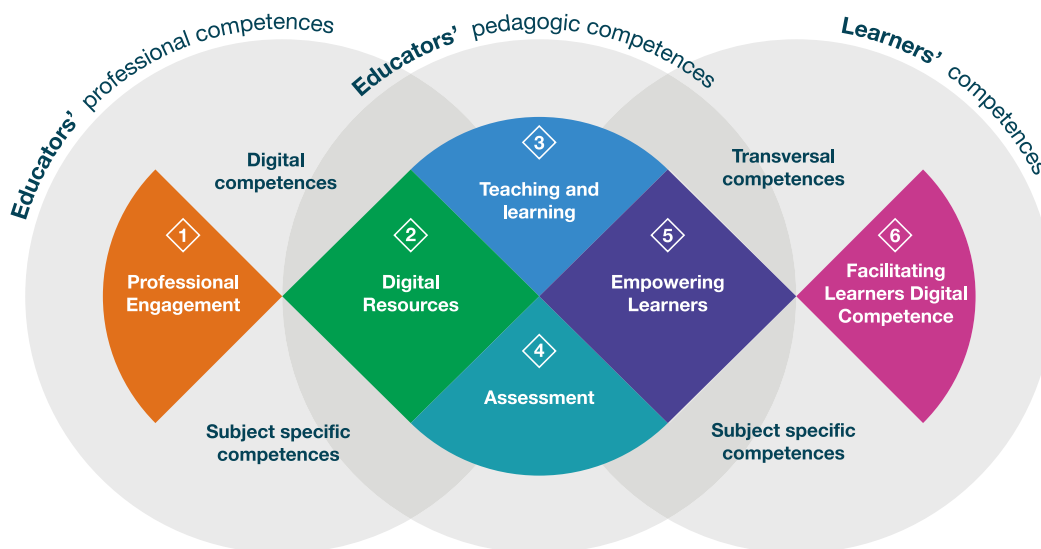 Educators' professional competences
Educators' pedagogic competences
Learners' competences
Digital
competences
Transversal
competences
1
Professional
Engagement
2
Digital
Resources
3
Teaching and
learning
4
Assessment
5
Empowering
Learners
6
Facilitating
Learners Digital
Competence
Subject specific
competences
Subject specific
competences